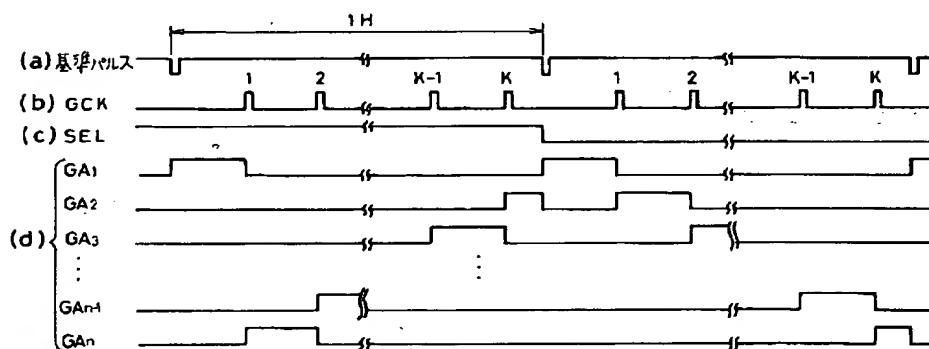 1H
(a)基準パルス
1 2 K-1 K 1 2 K-1 K
(b) GCK
(c) SEL
GA1
GA2
(d) GA3
⋮ ⋮
GAn-1
GAn